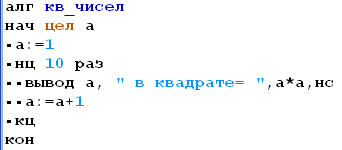 алг кв_чисел
нач цел а
▪а:=1
▪нц 10 раз
▪▪вывод а, " в квадрате= ",а*а,нс
▪▪а:=а+1
▪кц
кон